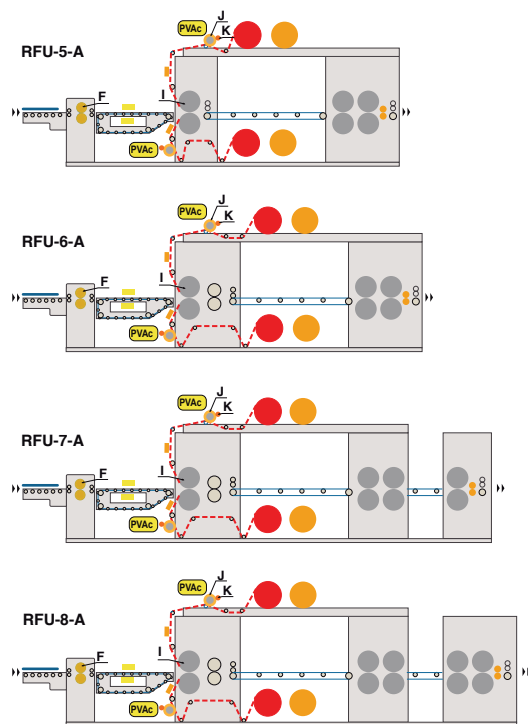 PVAc J
K
RFU-5-A
F I
PVAc
PVAc J
K
RFU-6-A
I
F
PVAc
PVAc J
K
RFU-7-A
F I
PVAc
PVAc J
K
RFU-8-A
F I
PVAc